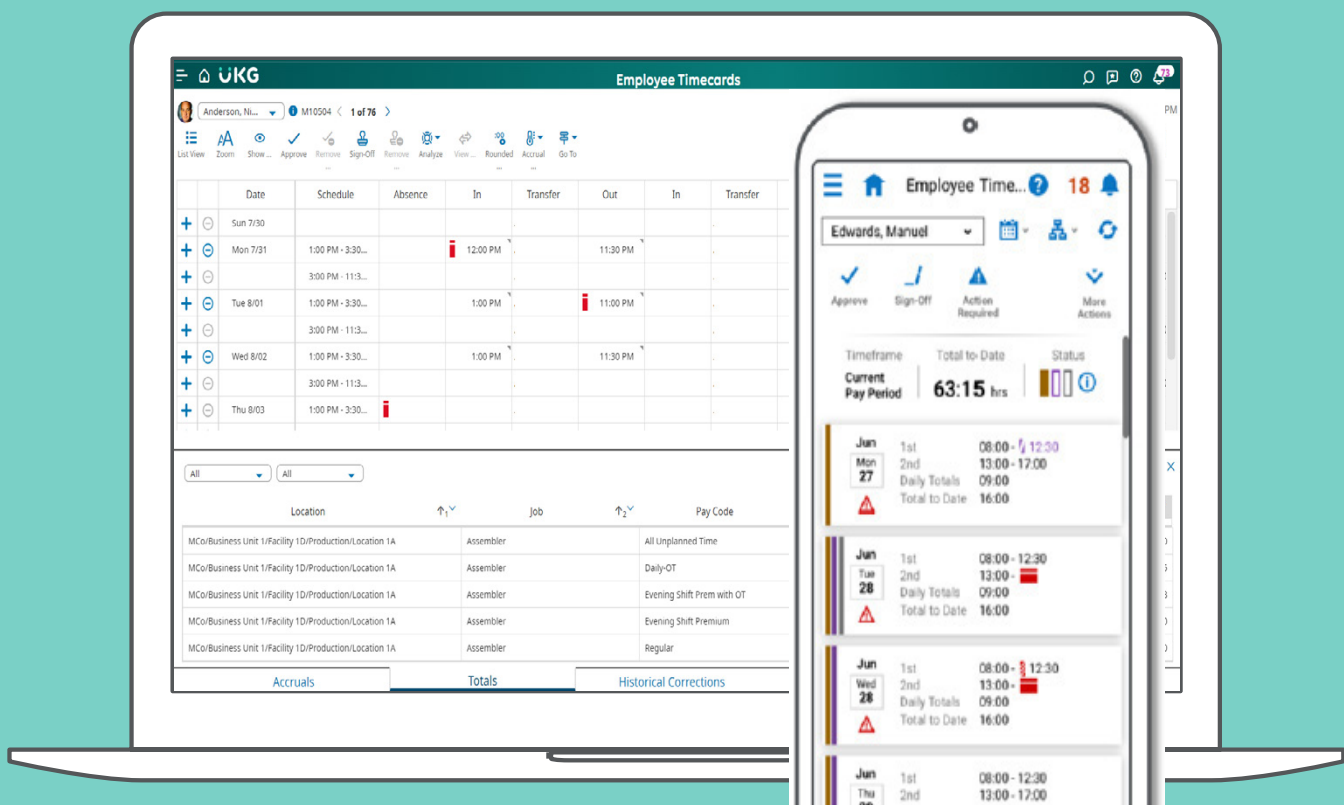 UKG
Employee Timecards
73
Anderson, Ni...
M10504
1 of 76
PM
List View
Zoom
Show ...
Approve
Remove ...
Sign-Off
Remove ...
Analyze
View ...
Rounded ...
Accrual ...
Go To
Date Schedule Absence In Transfer Out In Transfer
Sun 7/30
Mon 7/31 1:00 PM - 3:30... 12:00 PM 11:30 PM
3:00 PM - 11:3...
Tue 8/01 1:00 PM - 3:30... 1:00 PM 11:00 PM
3:00 PM - 11:3...
Wed 8/02 1:00 PM - 3:30... 1:00 PM 11:30 PM
3:00 PM - 11:3...
Thu 8/03 1:00 PM - 3:30...
All All
X
Location 1 Job 2 Pay Code
MCo/Business Unit 1/Facility 1D/Production/Location 1A Assembler All Unplanned Time
MCo/Business Unit 1/Facility 1D/Production/Location 1A Assembler Daily-OT
MCo/Business Unit 1/Facility 1D/Production/Location 1A Assembler Evening Shift Prem with OT
MCo/Business Unit 1/Facility 1D/Production/Location 1A Assembler Evening Shift Premium
MCo/Business Unit 1/Facility 1D/Production/Location 1A Assembler Regular
Accruals Totals Historical Corrections
Employee Time... ? 18
Edwards, Manuel
Approve
Sign-Off
Action Required
More Actions
Timeframe Total to Date Status
Current Pay Period
63:15 hrs
Jun Mon 27
1st 08:00 - 12:30
2nd 13:00 - 17:00
Daily Totals 09:00
Total to Date 16:00
Jun Tue 28
1st 08:00 - 12:30
2nd 13:00 -
Daily Totals 09:00
Total to Date 16:00
Jun Wed 28
1st 08:00 - 12:30
2nd 13:00 -
Daily Totals 09:00
Total to Date 16:00
Jun Thu
1st 08:00 - 12:30
2nd 13:00 - 17:00